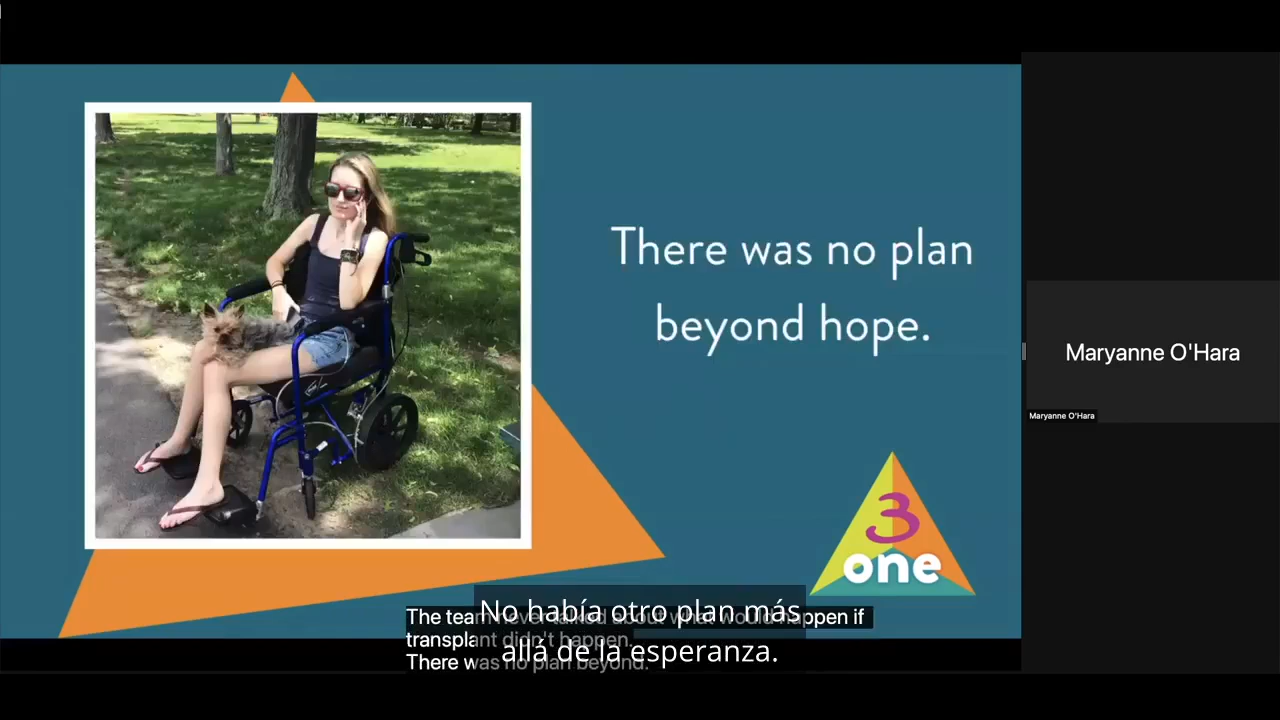 There was no plan
beyond hope.
Maryanne O'Hara
Maryanne O'Hara
3
one
The team never talked about what would happen if
transplant didn't happen.
There was no plan beyond.
No había otro plan más
allá de la esperanza.